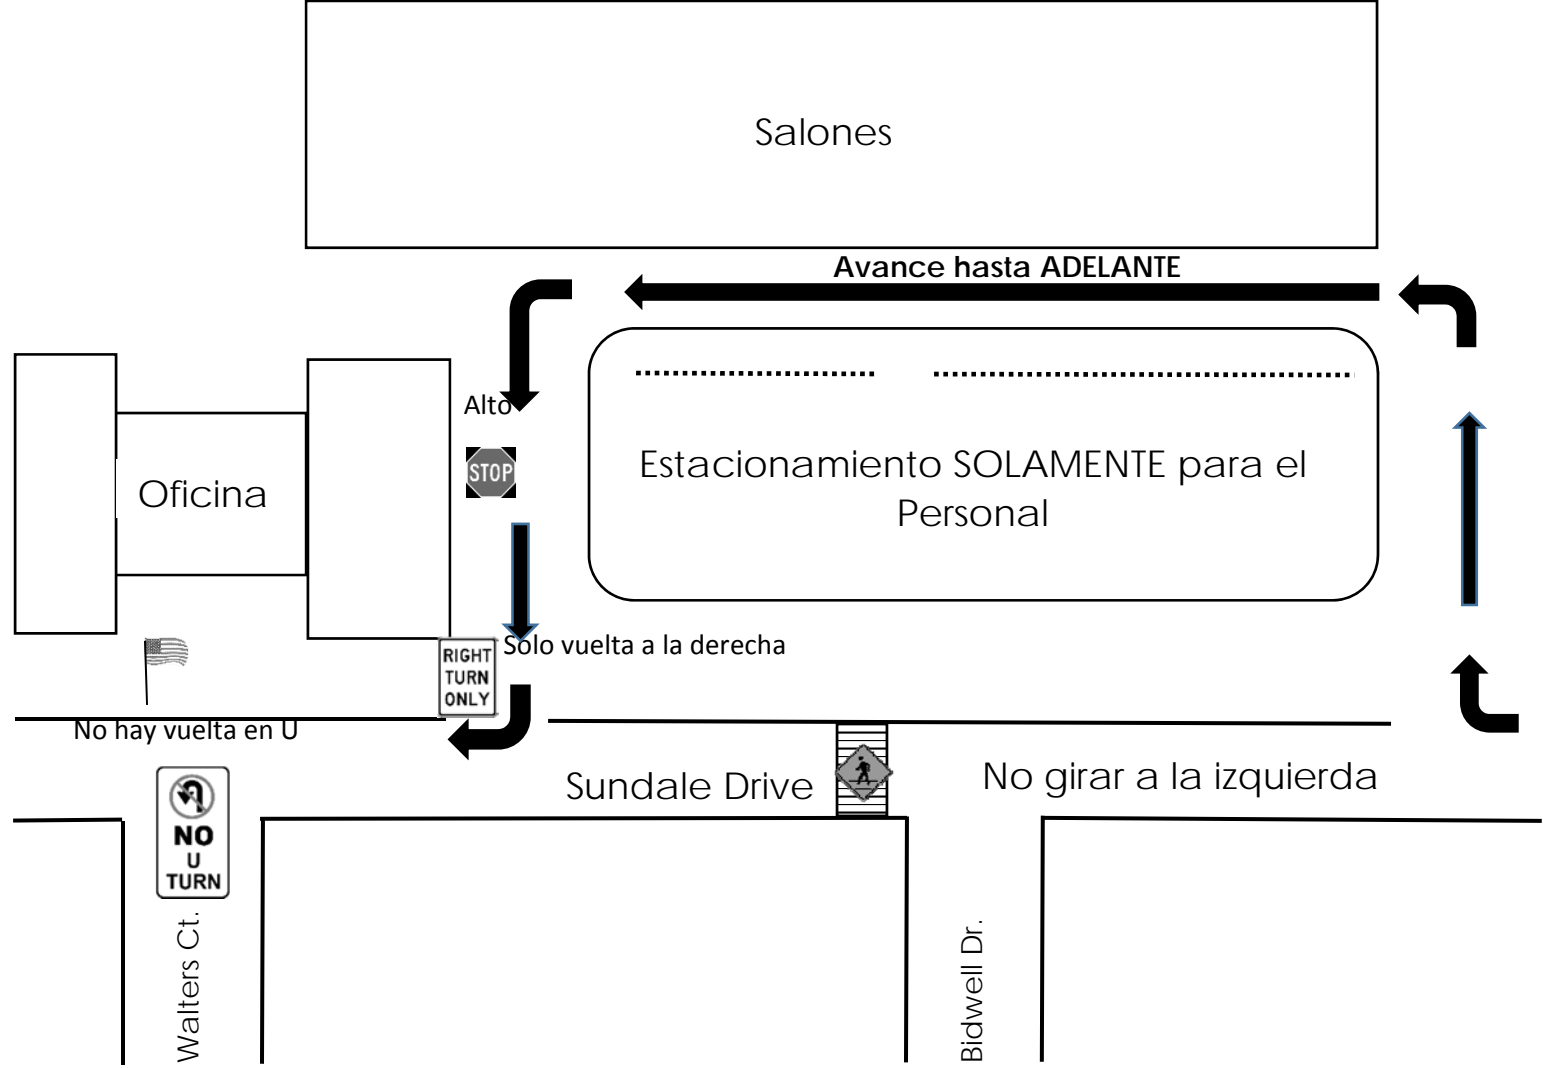 Salones
Avance hasta ADELANTE
Alto
STOP
Oficina
Estacionamiento SOLAMENTE para el
Personal
Solo vuelta a la derecha
RIGHT
TURN
ONLY
No hay vuelta en U
Sundale Drive
No girar a la izquierda
NO
U
TURN
Walters Ct.
Bidwell Dr.